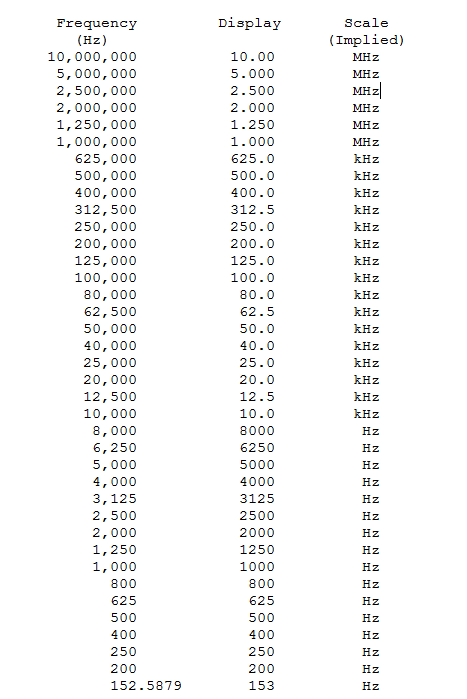 Frequency Display Scale
(Hz) (Implied)
10,000,000 10.00 MHz
5,000,000 5.000 MHz
2,500,000 2.500 MHz
2,000,000 2.000 MHz
1,250,000 1.250 MHz
1,000,000 1.000 MHz
625,000 625.0 kHz
500,000 500.0 kHz
400,000 400.0 kHz
312,500 312.5 kHz
250,000 250.0 kHz
200,000 200.0 kHz
125,000 125.0 kHz
100,000 100.0 kHz
80,000 80.0 kHz
62,500 62.5 kHz
50,000 50.0 kHz
40,000 40.0 kHz
25,000 25.0 kHz
20,000 20.0 kHz
12,500 12.5 kHz
10,000 10.0 kHz
8,000 8000 Hz
6,250 6250 Hz
5,000 5000 Hz
4,000 4000 Hz
3,125 3125 Hz
2,500 2500 Hz
2,000 2000 Hz
1,250 1250 Hz
1,000 1000 Hz
800 800 Hz
625 625 Hz
500 500 Hz
400 400 Hz
250 250 Hz
200 200 Hz
152.5879 153 Hz